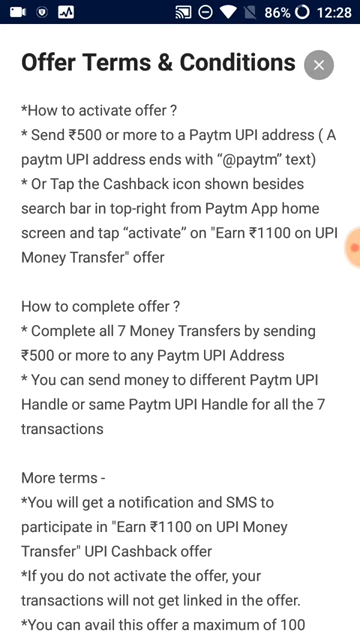 86% 12:28
Offer Terms & Conditions
*How to activate offer ?
* Send ₹500 or more to a Paytm UPI address ( A
paytm UPI address ends with “@paytm” text)
* Or Tap the Cashback icon shown besides
search bar in top-right from Paytm App home
screen and tap “activate” on "Earn ₹1100 on UPI
Money Transfer" offer
How to complete offer ?
* Complete all 7 Money Transfers by sending
₹500 or more to any Paytm UPI Address
* You can send money to different Paytm UPI
Handle or same Paytm UPI Handle for all the 7
transactions
More terms -
*You will get a notification and SMS to
participate in "Earn ₹1100 on UPI Money
Transfer" UPI Cashback offer
*If you do not activate the offer, your
transactions will not get linked in the offer.
*You can avail this offer a maximum of 100